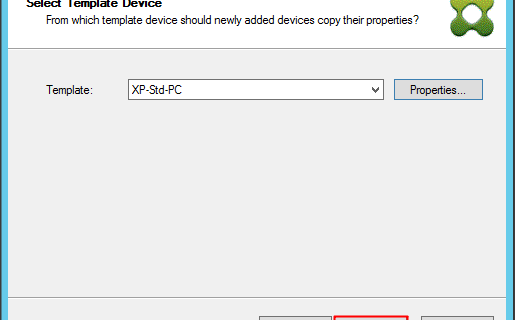 Select Template Device
From which template device should newly added devices copy their properties?
Template:
XP-Std-PC
Properties...